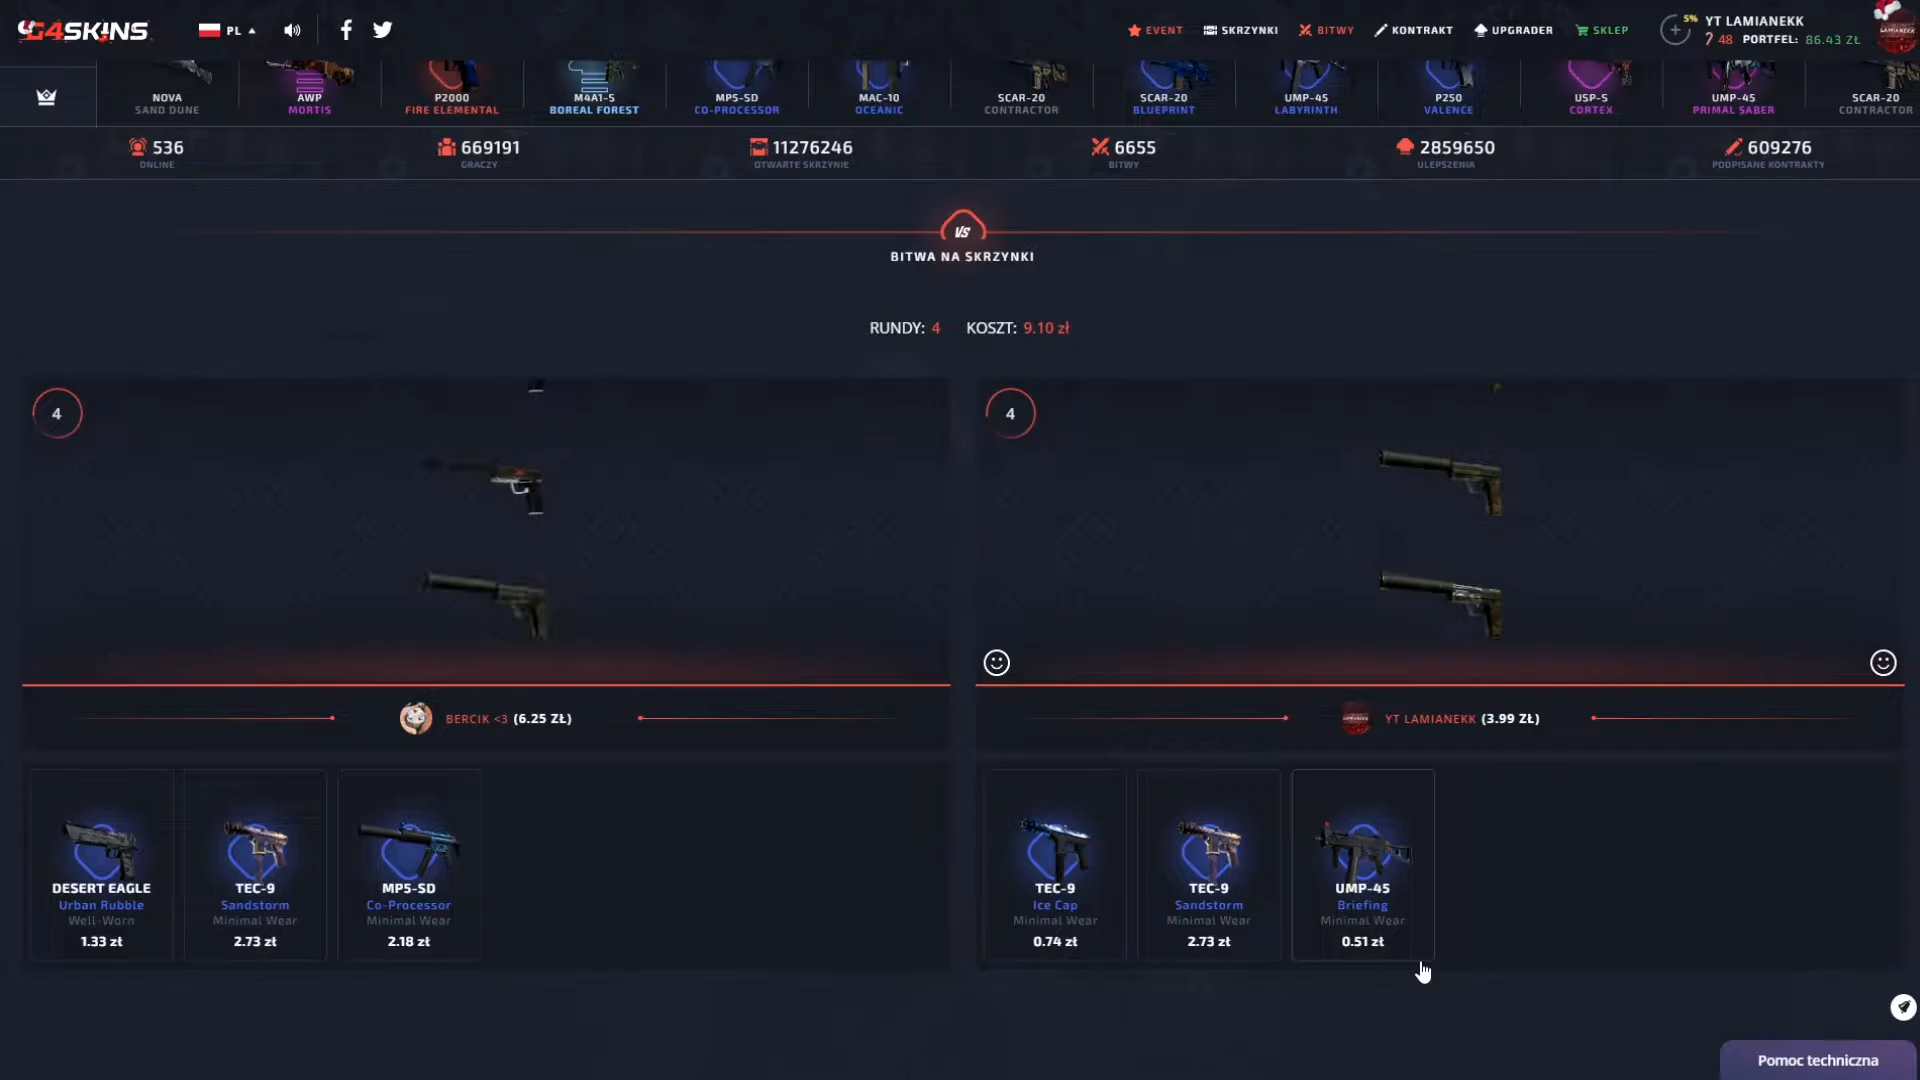 G4SKINS
PL
EVENT
SKRZYNKI
BITWY
KONTRAKT
UPGRADER
SKLEP
5%
YT LAMIANEKK
48 PORTFEL: 86.43 ZŁ
NOVA
SAND DUNE
AWP
MORTIS
P2000
FIRE ELEMENTAL
M4A1-S
BOREAL FOREST
MP5-SD
CO-PROCESSOR
MAC-10
OCEANIC
SCAR-20
CONTRACTOR
SCAR-20
BLUEPRINT
UMP-45
LABYRINTH
P250
VALENCE
USP-S
CORTEX
UMP-45
PRIMAL SABER
SCAR-20
CONTRACTOR
536
ONLINE
669191
GRACZY
11276246
OTWARTE SKRZYNIE
6655
BITWY
2859650
ULEPSZENIA
609276
PODPISANE KONTRAKTY
VS
BITWA NA SKRZYNKI
RUNDY: 4 KOSZT: 9.10 zł
4
4
BERCIK <3 (6.25 ZŁ)
YT LAMIANEKK (3.99 ZŁ)
DESERT EAGLE
Urban Rubble
Well-Worn
1.33 zł
TEC-9
Sandstorm
Minimal Wear
2.73 zł
MP5-SD
Co-Processor
Minimal Wear
2.18 zł
TEC-9
Ice Cap
Minimal Wear
0.74 zł
TEC-9
Sandstorm
Minimal Wear
2.73 zł
UMP-45
Briefing
Minimal Wear
0.51 zł
Pomoc techniczna